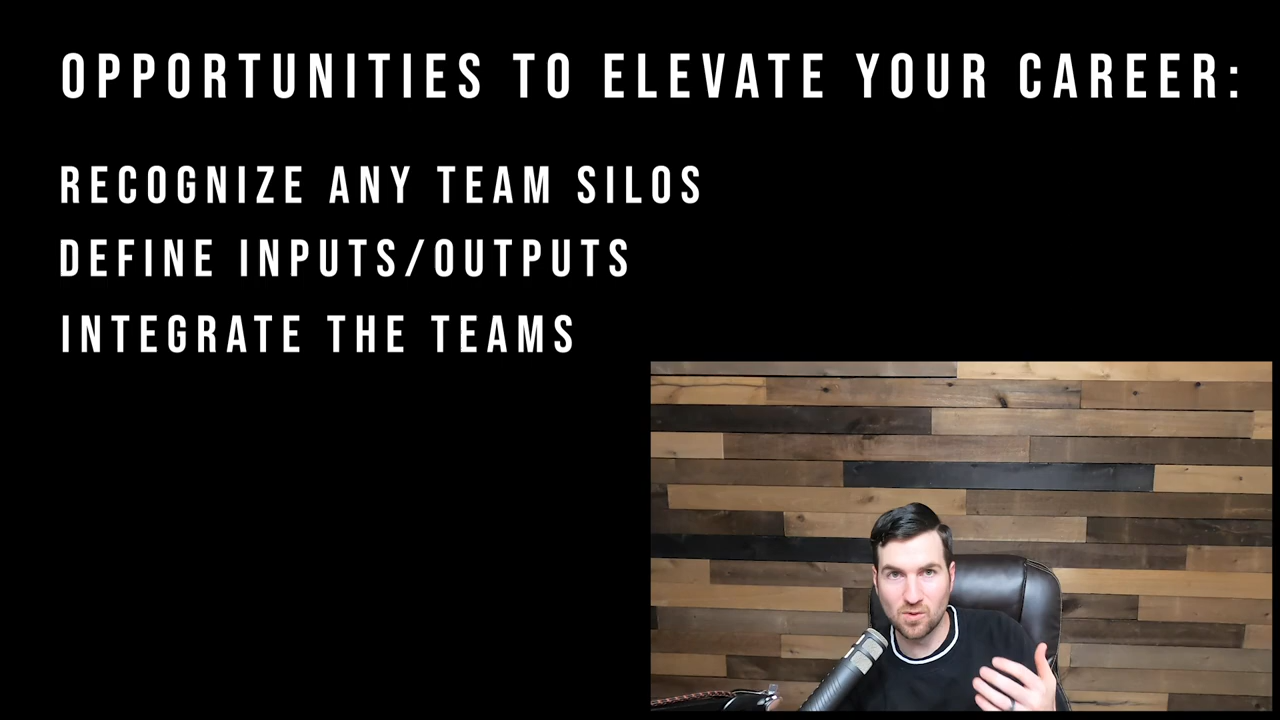 OPPORTUNITIES TO ELEVATE YOUR CAREER:
RECOGNIZE ANY TEAM SILOS
DEFINE INPUTS/OUTPUTS
INTEGRATE THE TEAMS